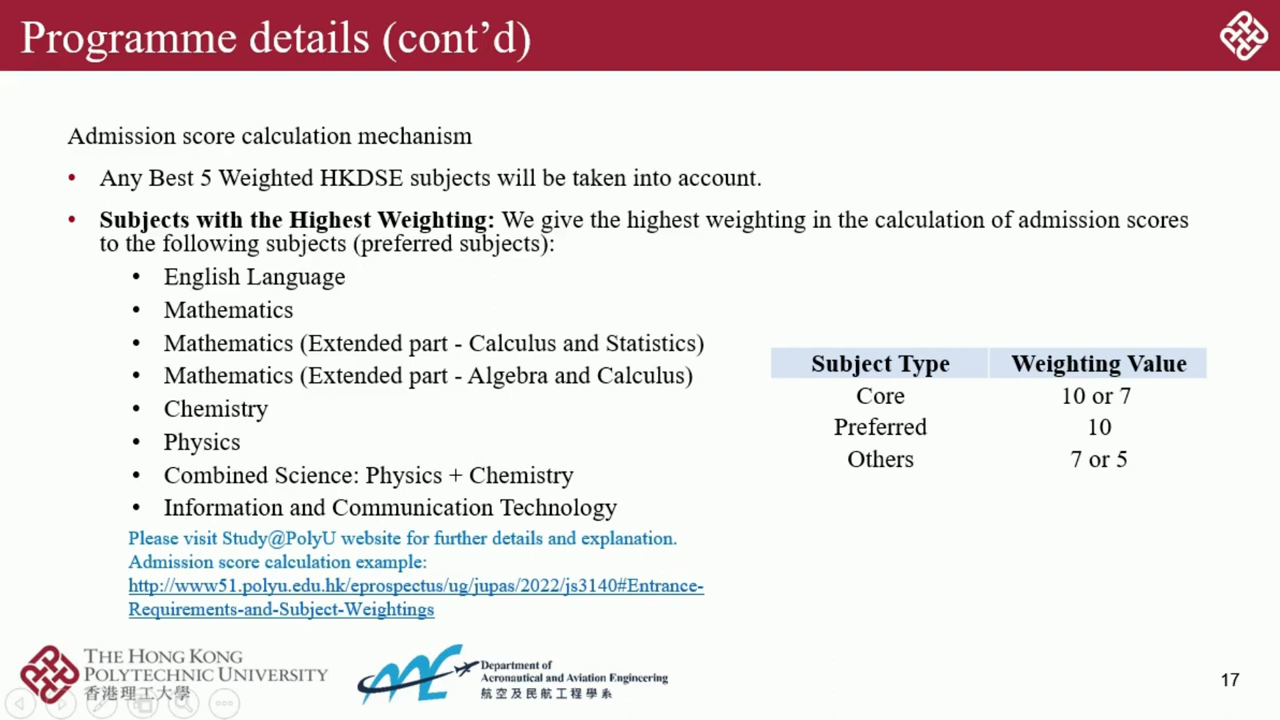 Programme details (cont’d)
Admission score calculation mechanism
• Any Best 5 Weighted HKDSE subjects will be taken into account.
• Subjects with the Highest Weighting: We give the highest weighting in the calculation of admission scores
to the following subjects (preferred subjects):
• English Language
• Mathematics
• Mathematics (Extended part - Calculus and Statistics)
• Mathematics (Extended part - Algebra and Calculus)
• Chemistry
• Physics
• Combined Science: Physics + Chemistry
• Information and Communication Technology
Please visit Study@PolyU website for further details and explanation.
Admission score calculation example:
http://www51.polyu.edu.hk/eprospectus/ug/jupas/2022/js3140#Entrance-
Requirements-and-Subject-Weightings
Subject Type Weighting Value
Core 10 or 7
Preferred 10
Others 7 or 5
THE HONG KONG
POLYTECHNIC UNIVERSITY
香港理工大學
Department of
Aeronautical and Aviation Engineering
航空及民航工程學系
17